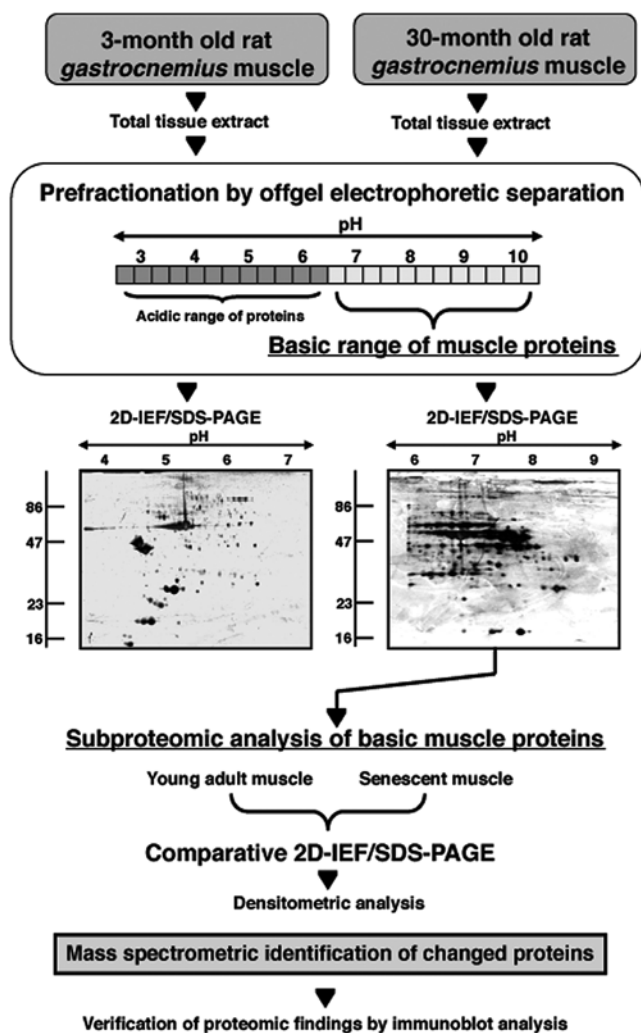 3-month old rat
gastrocnemius muscle
30-month old rat
gastrocnemius muscle
Total tissue extract
Total tissue extract
Prefractionation by offgel electrophoretic separation
pH
3 4 5 6 7 8 9 10
Acidic range of proteins
Basic range of muscle proteins
2D-IEF/SDS-PAGE
pH
4 5 6 7
86
47
23
16
2D-IEF/SDS-PAGE
pH
6 7 8 9
86
47
23
16
Subproteomic analysis of basic muscle proteins
Young adult muscle
Senescent muscle
Comparative 2D-IEF/SDS-PAGE
Densitometric analysis
Mass spectrometric identification of changed proteins
Verification of proteomic findings by immunoblot analysis